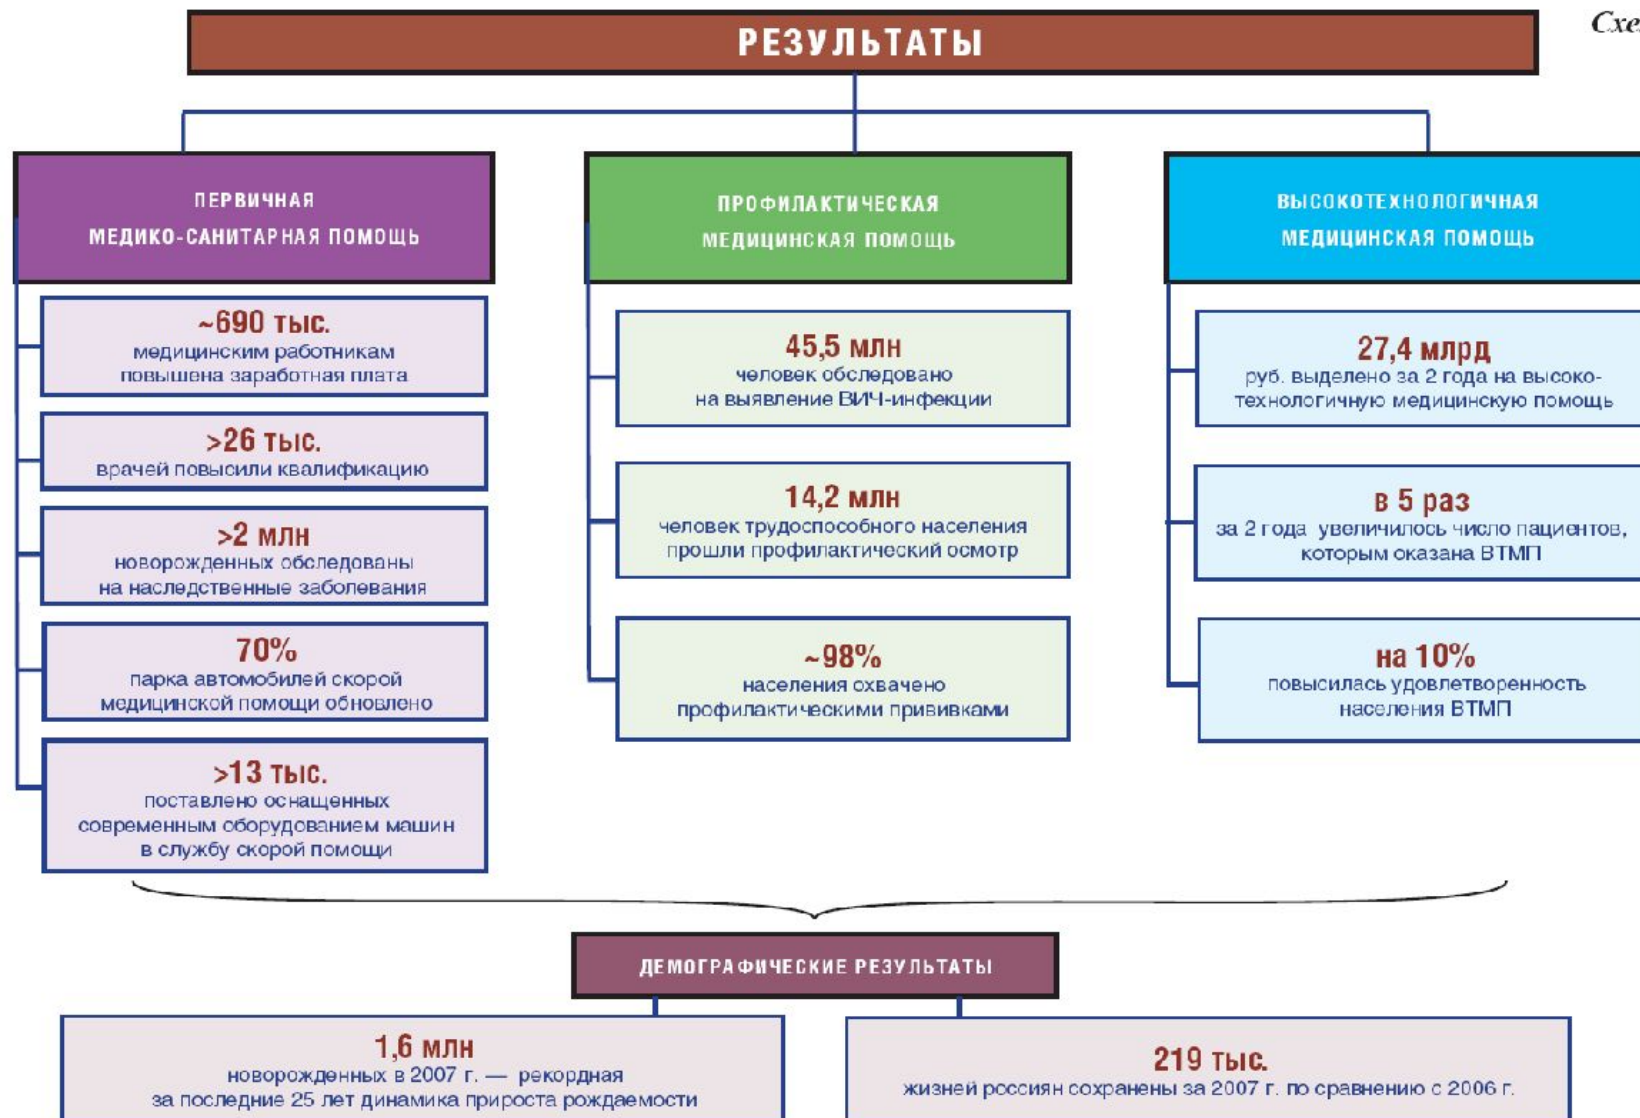 РЕЗУЛЬТАТЫ
ПЕРВИЧНАЯ
МЕДИКО-САНИТАРНАЯ ПОМОЩЬ
~690 тыс.
медицинским работникам
повышена заработная плата
>26 тыс.
врачей повысили квалификацию
>2 млн
новорожденных обследованы
на наследственные заболевания
70%
парка автомобилей скорой
медицинской помощи обновлено
>13 тыс.
поставлено оснащенных
современным оборудованием машин
в службу скорой помощи
ПРОФИЛАКТИЧЕСКАЯ
МЕДИЦИНСКАЯ ПОМОЩЬ
45,5 млн
человек обследовано
на выявление ВИЧ-инфекции
14,2 млн
человек трудоспособного населения
прошли профилактический осмотр
~98%
населения охвачено
профилактическими прививками
ВЫСОКОТЕХНОЛОГИЧНАЯ
МЕДИЦИНСКАЯ ПОМОЩЬ
27,4 млрд
руб. выделено за 2 года на высоко-
технологичную медицинскую помощь
в 5 раз
за 2 года увеличилось число пациентов,
которым оказана ВТМП
на 10%
повысилась удовлетворенность
населения ВТМП
ДЕМОГРАФИЧЕСКИЕ РЕЗУЛЬТАТЫ
1,6 млн
новорожденных в 2007 г. — рекордная
за последние 25 лет динамика прироста рождаемости
219 тыс.
жизней россиян сохранены за 2007 г. по сравнению с 2006 г.